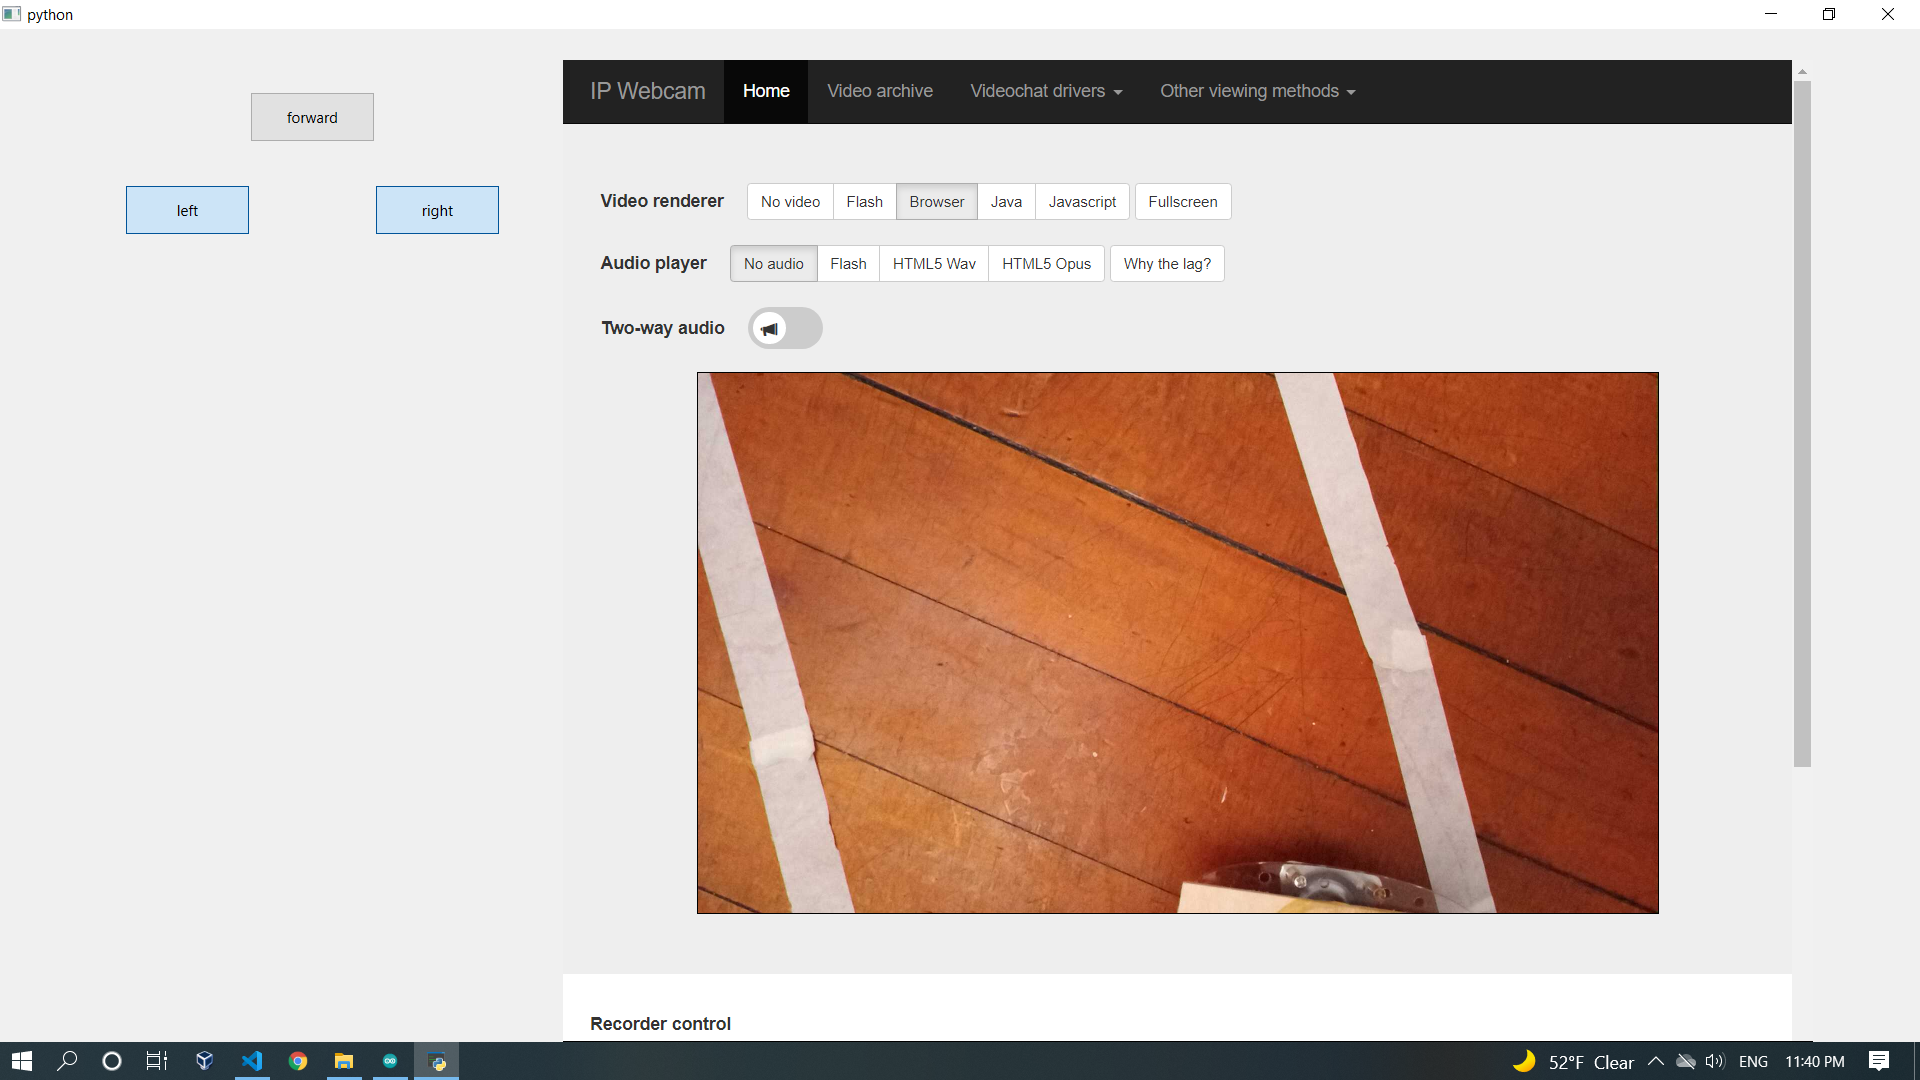 python
forward
left
right
IP Webcam Home Video archive Videochat drivers Other viewing methods
Video renderer No video Flash Browser Java Javascript Fullscreen
Audio player No audio Flash HTML5 Wav HTML5 Opus Why the lag?
Two-way audio
Recorder control
52°F Clear ENG 11:40 PM